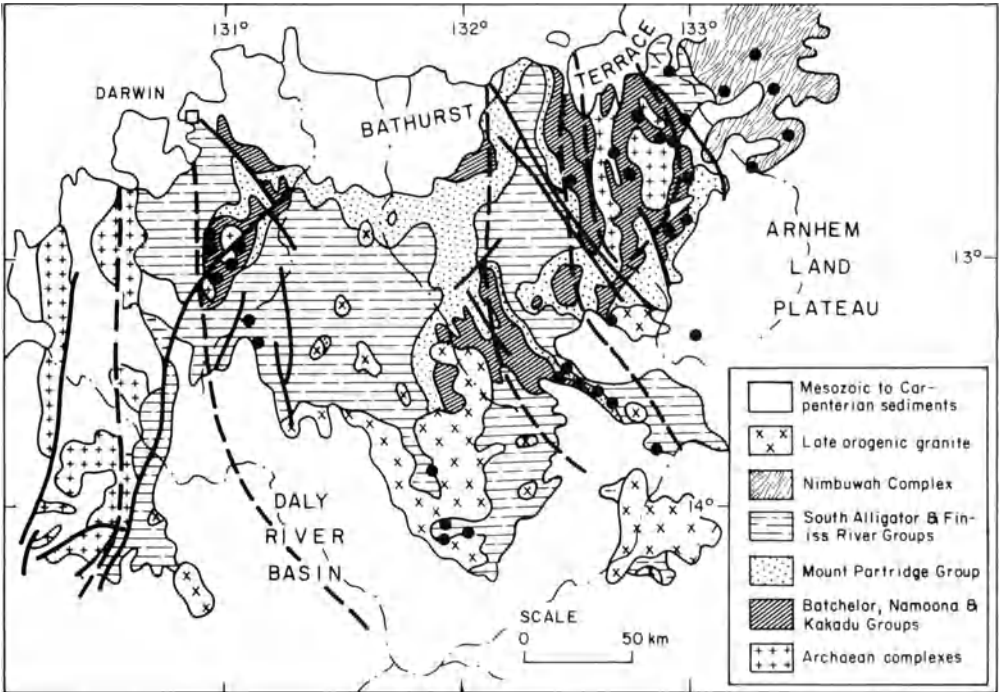 131°
132°
133°
TERRACE
DARWIN
BATHURST
ARNHEM
LAND
PLATEAU
13°
14°
DALY
RIVER
BASIN
SCALE
0 50 km
Mesozoic to Car-
penterian sediments
Late orogenic granite
Nimbuwah Complex
South Alligator & Fin-
iss River Groups
Mount Partridge Group
Batchelor, Namoona &
Kakadu Groups
Archaean complexes